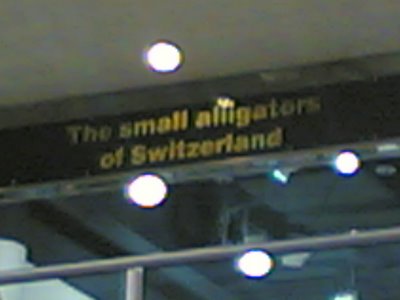 The small alligators
of Switzerland